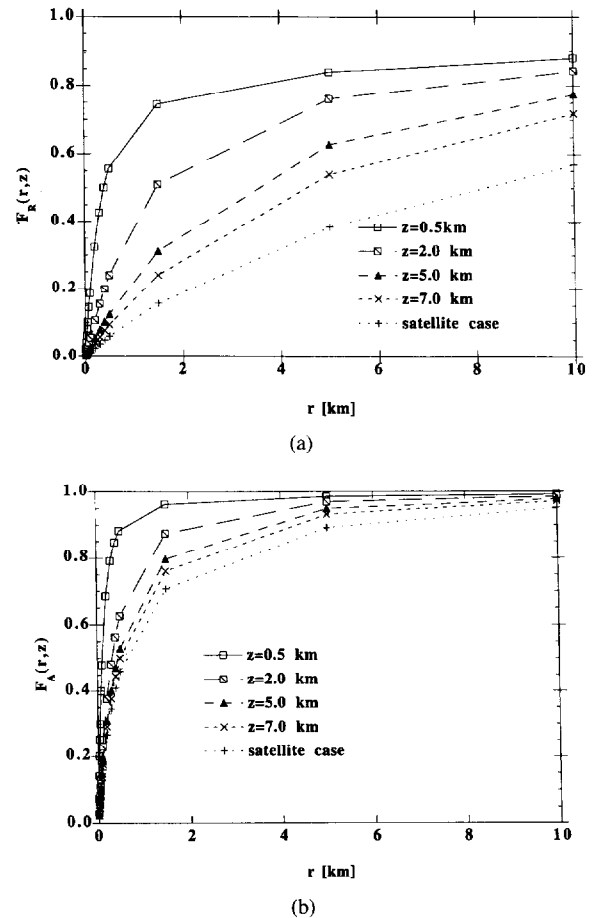 1.0
0.8
0.6
0.4
0.2
0.0
F_R(r,z)
z=0.5km
z=2.0 km
z=5.0 km
z=7.0 km
satellite case
0 2 4 6 8 10
r [km]
(a)
1.0
0.8
0.6
0.4
0.2
0.0
F_A(r,z)
z=0.5 km
z=2.0 km
z=5.0 km
z=7.0 km
satellite case
0 2 4 6 8 10
r [km]
(b)